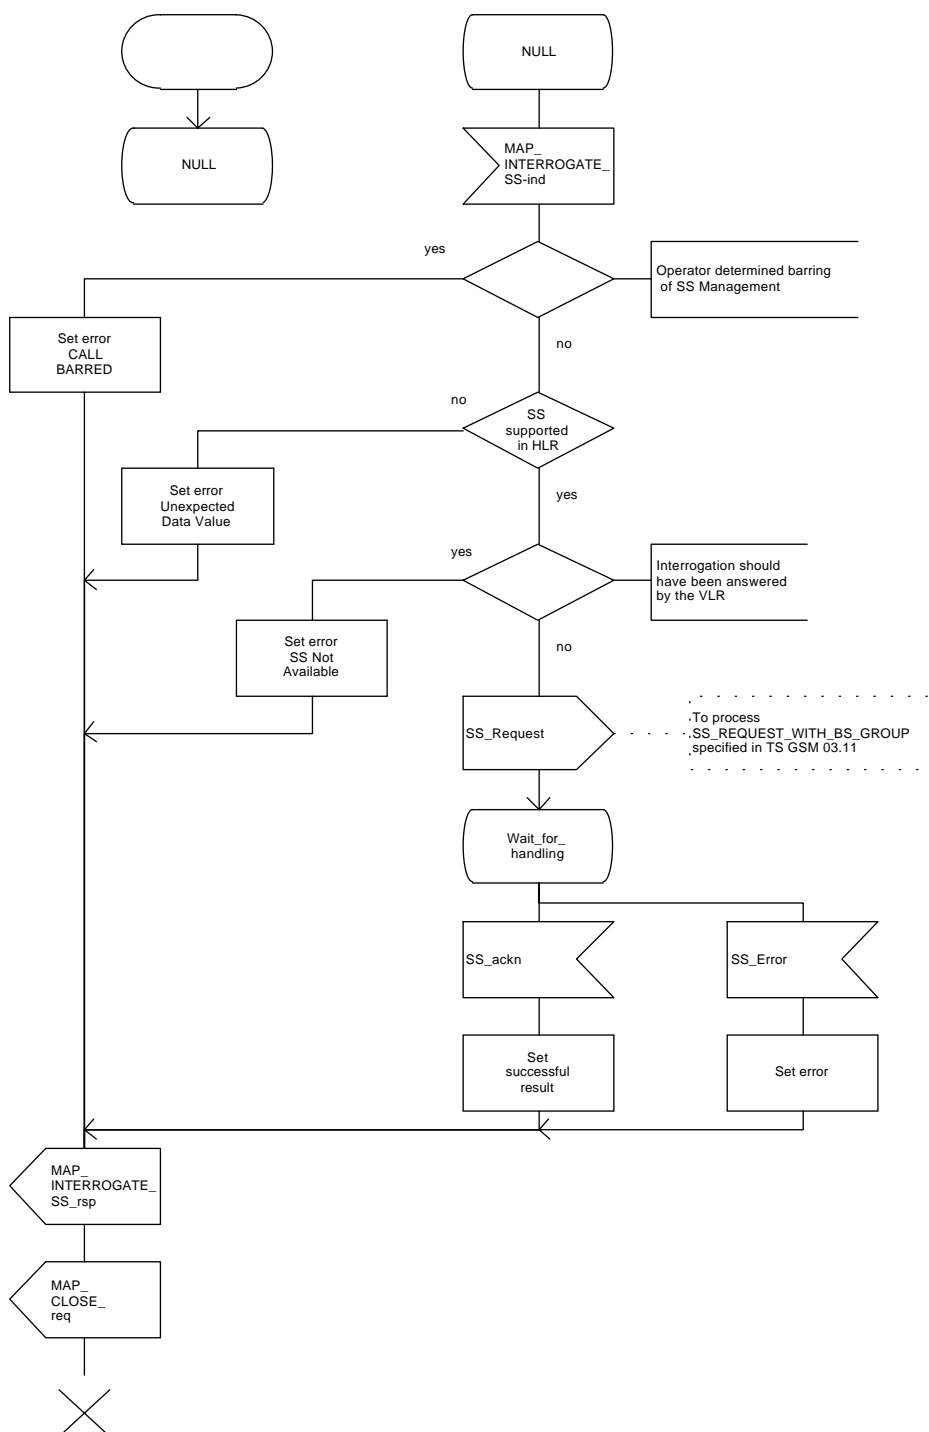 NULL
NULL
MAP_
INTERROGATE_
SS-ind
yes
Operator determined barring
of SS Management
Set error
CALL
BARRED
no
no
SS
supported
in HLR
Set error
Unexpected
Data Value
yes
yes
Interrogation should
have been answered
by the VLR
Set error
SS Not
Available
no
SS_Request
To process
SS_REQUEST_WITH_BS_GROUP
specified in TS GSM 03.11
Wait_for_
handling
SS_ackn
SS_Error
Set
successful
result
Set error
MAP_
INTERROGATE_
SS_rsp
MAP_
CLOSE_
req